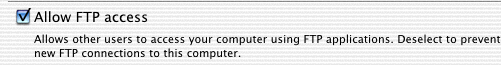 Allow FTP access
Allows other users to access your computer using FTP applications. Deselect to prevent
new FTP connections to this computer.